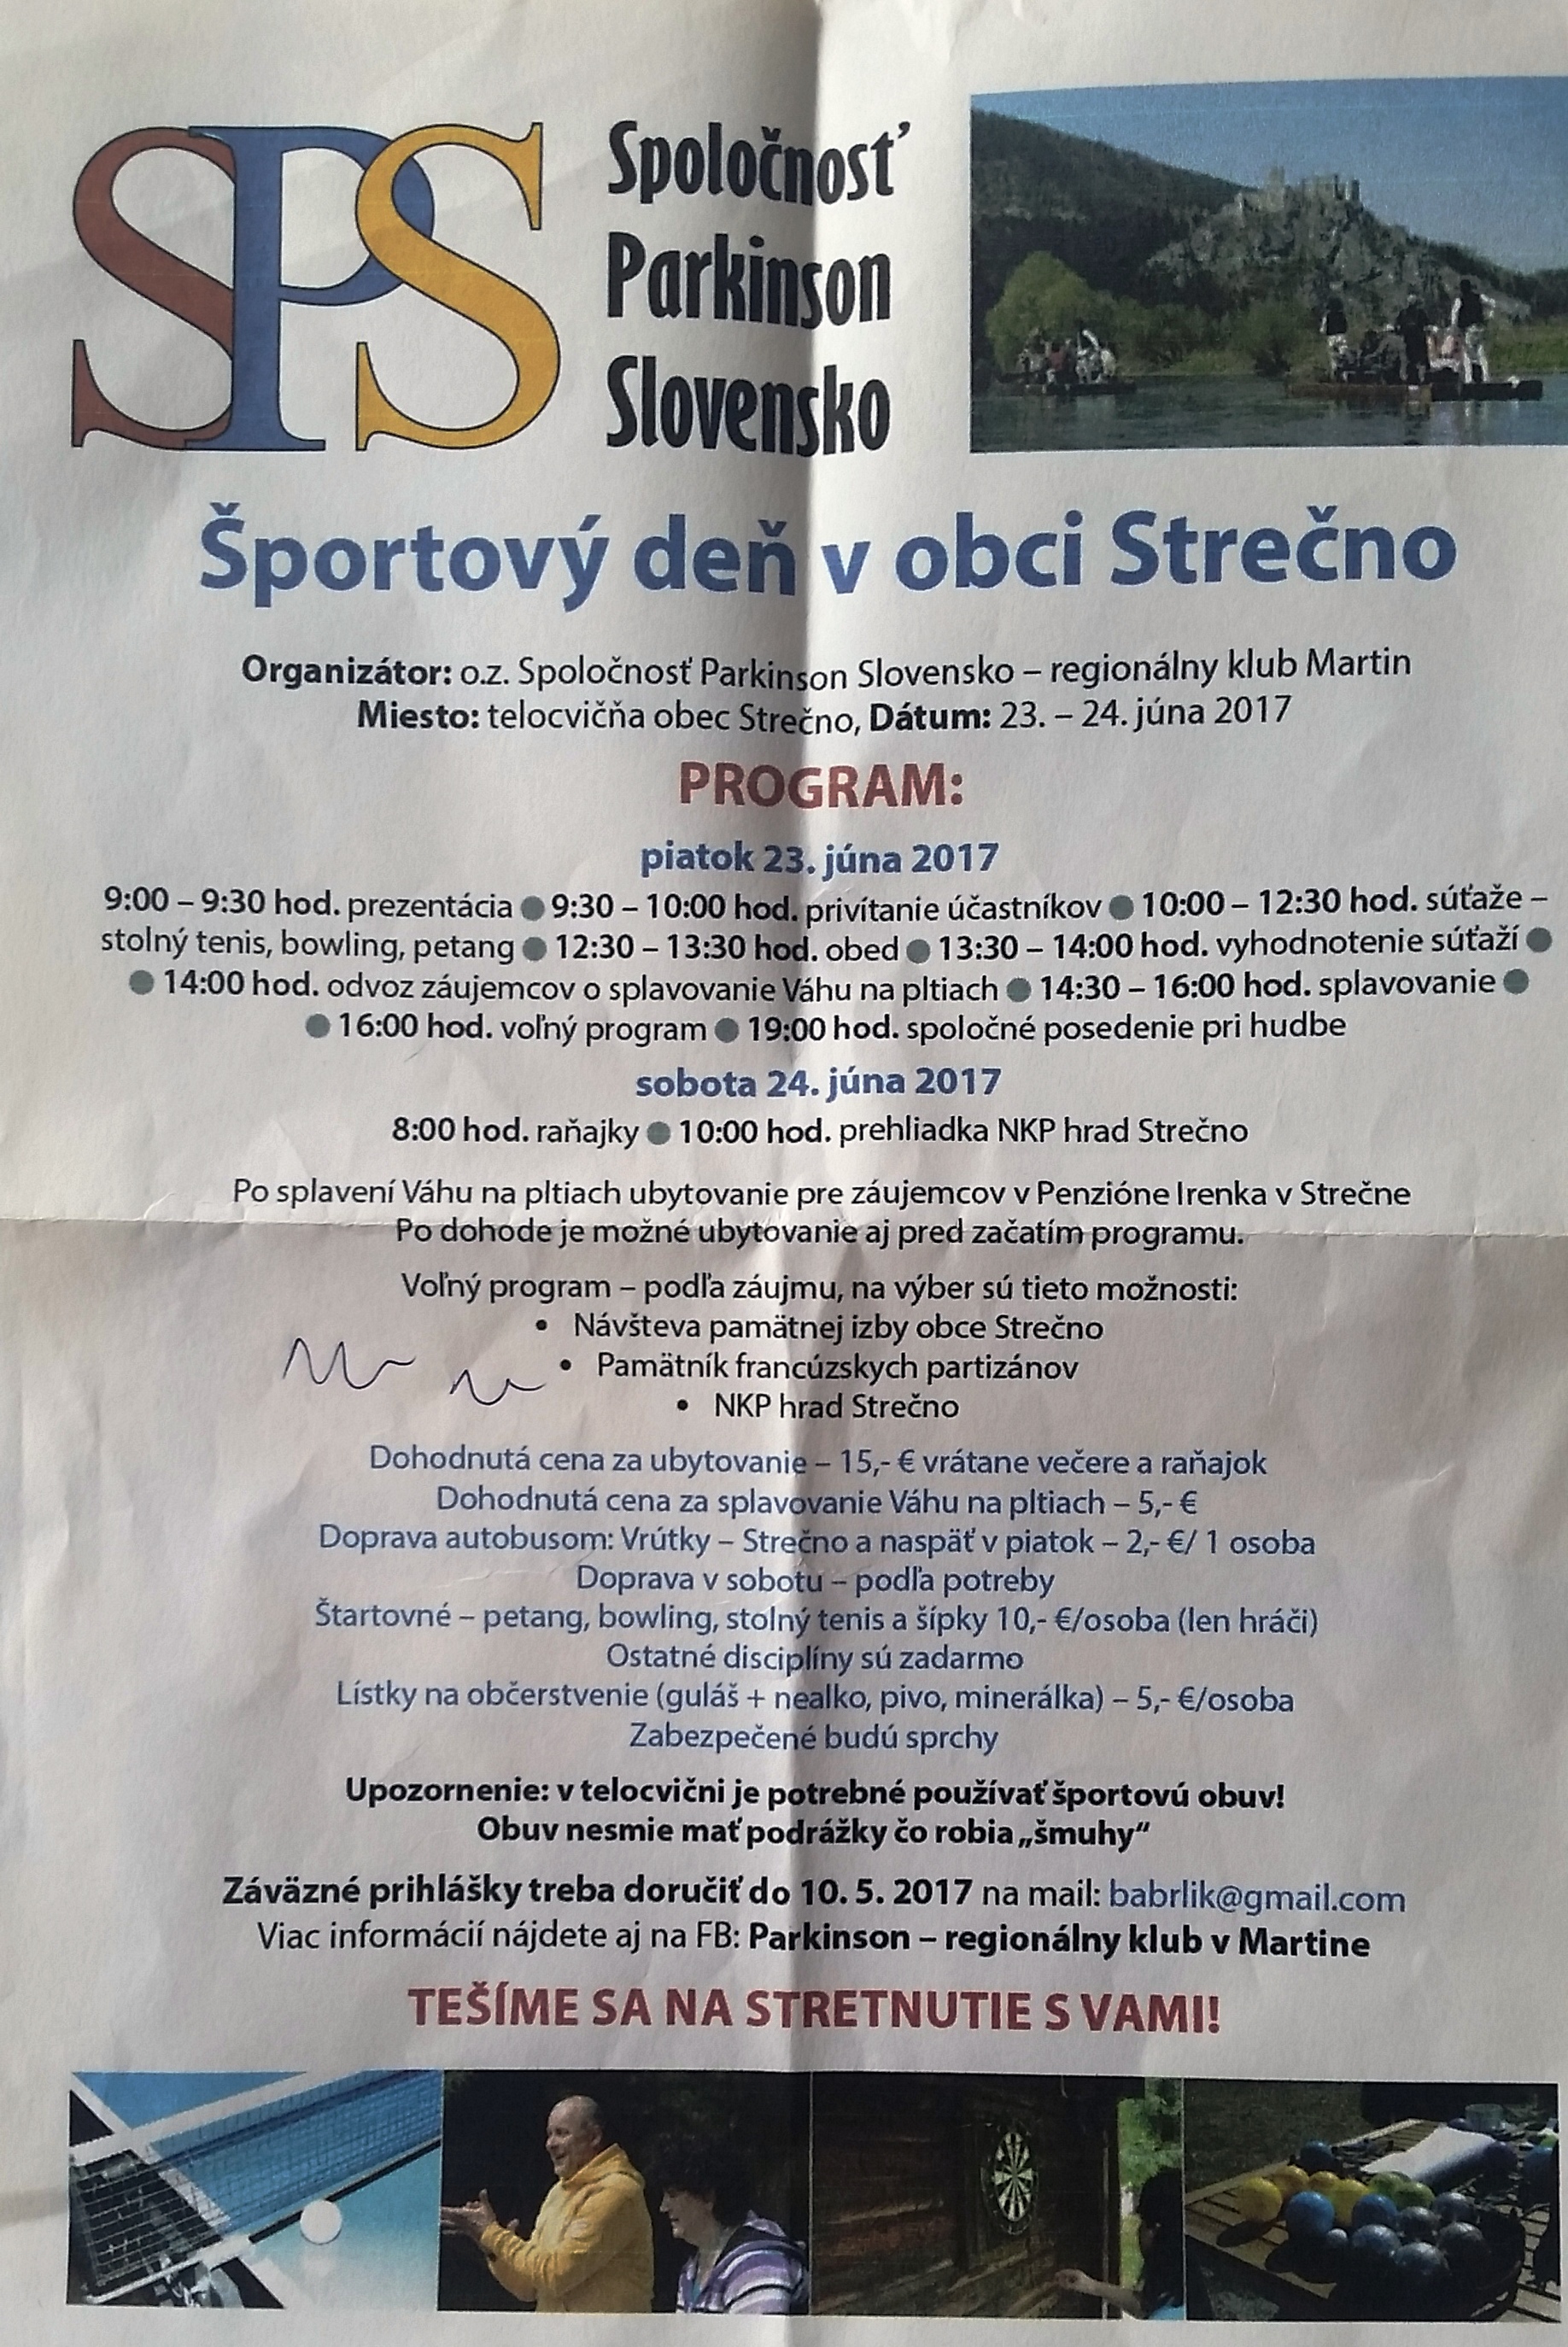 SPS
Spoločnosť
Parkinson
Slovensko
Športový deň v obci Strečno
Organizátor: o.z. Spoločnosť Parkinson Slovensko – regionálny klub Martin
Miesto: telocvičňa obec Strečno, Dátum: 23. – 24. júna 2017
PROGRAM:
piatok 23. júna 2017
9:00 – 9:30 hod. prezentácia ● 9:30 – 10:00 hod. privítanie účastníkov ● 10:00 – 12:30 hod. súťaže –
stolný tenis, bowling, petang ● 12:30 – 13:30 hod. obed ● 13:30 – 14:00 hod. vyhodnotenie súťaží ●
● 14:00 hod. odvoz záujemcov o splavovanie Váhu na pltiach ● 14:30 – 16:00 hod. splavovanie ●
● 16:00 hod. voľný program ● 19:00 hod. spoločné posedenie pri hudbe
sobota 24. júna 2017
8:00 hod. raňajky ● 10:00 hod. prehliadka NKP hrad Strečno
Po splavení Váhu na pltiach ubytovanie pre záujemcov v Penzióne Irenka v Strečne
Po dohode je možné ubytovanie aj pred začatím programu.
Voľný program – podľa záujmu, na výber sú tieto možnosti:
• Návšteva pamätnej izby obce Strečno
• Pamätník francúzskych partizánov
• NKP hrad Strečno
Dohodnutá cena za ubytovanie – 15,- € vrátane večere a raňajok
Dohodnutá cena za splavovanie Váhu na pltiach – 5,- €
Doprava autobusom: Vrútky – Strečno a naspäť v piatok – 2,- €/ 1 osoba
Doprava v sobotu – podľa potreby
Štartovné – petang, bowling, stolný tenis a šípky 10,- €/osoba (len hráči)
Ostatné disciplíny sú zadarmo
Lístky na občerstvenie (guláš + nealko, pivo, minerálka) – 5,- €/osoba
Zabezpečené budú sprchy
Upozornenie: v telocvični je potrebné používať športovú obuv!
Obuv nesmie mať podrážky čo robia „šmuhy“
Záväzné prihlášky treba doručiť do 10. 5. 2017 na mail: babrlik@gmail.com
Viac informácií nájdete aj na FB: Parkinson – regionálny klub v Martine
TEŠÍME SA NA STRETNUTIE S VAMI!